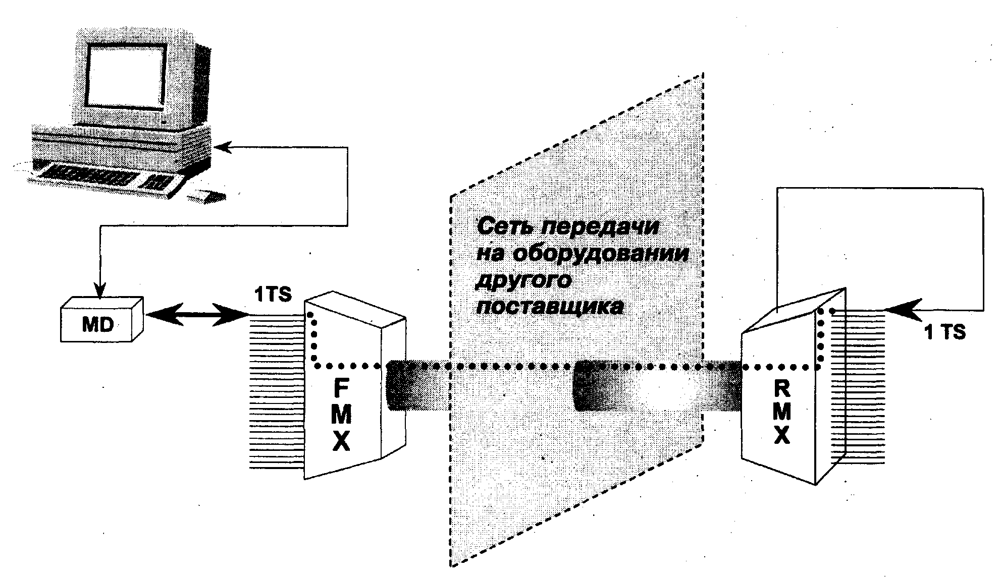 Сеть передачи
на оборудовании
другого
поставщика
1TS
MD
1 TS
F
M
X
R
M
X